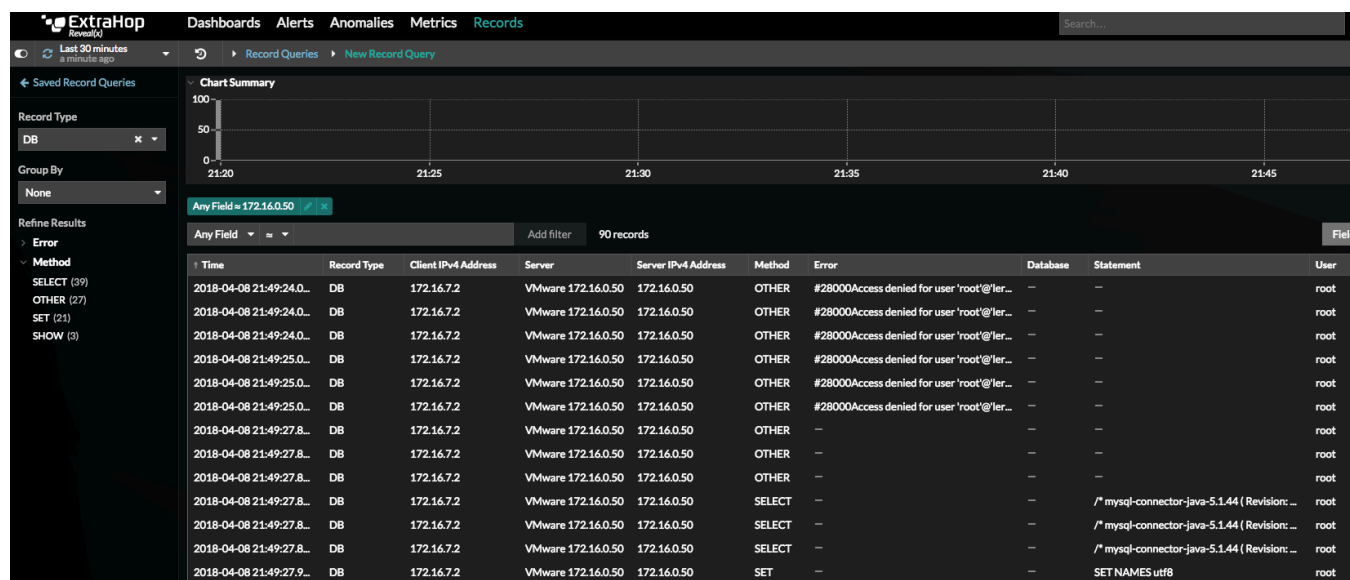 ExtraHop Dashboards Alerts Anomalies Metrics Records Search...
Reveal(x)
Last 30 minutes
a minute ago
Record Queries New Record Query
Saved Record Queries
Record Type
DB
Group By
None
Refine Results
Error
Method
SELECT (39)
OTHER (27)
SET (21)
SHOW (3)
Chart Summary
100
50
0
21:20 21:25 21:30 21:35 21:40 21:45
Any Field ≈ 172.16.0.50
Any Field ≈ Add filter 90 records Fiel
↑ Time Record Type Client IPv4 Address Server Server IPv4 Address Method Error Database Statement User
2018-04-08 21:49:24.0... DB 172.16.7.2 VMware 172.16.0.50 172.16.0.50 OTHER #28000Access denied for user 'root'@'ler... — — root
2018-04-08 21:49:24.0... DB 172.16.7.2 VMware 172.16.0.50 172.16.0.50 OTHER #28000Access denied for user 'root'@'ler... — — root
2018-04-08 21:49:24.0... DB 172.16.7.2 VMware 172.16.0.50 172.16.0.50 OTHER #28000Access denied for user 'root'@'ler... — — root
2018-04-08 21:49:25.0... DB 172.16.7.2 VMware 172.16.0.50 172.16.0.50 OTHER #28000Access denied for user 'root'@'ler... — — root
2018-04-08 21:49:25.0... DB 172.16.7.2 VMware 172.16.0.50 172.16.0.50 OTHER #28000Access denied for user 'root'@'ler... — — root
2018-04-08 21:49:25.0... DB 172.16.7.2 VMware 172.16.0.50 172.16.0.50 OTHER #28000Access denied for user 'root'@'ler... — — root
2018-04-08 21:49:27.8... DB 172.16.7.2 VMware 172.16.0.50 172.16.0.50 OTHER — — — root
2018-04-08 21:49:27.8... DB 172.16.7.2 VMware 172.16.0.50 172.16.0.50 OTHER — — — root
2018-04-08 21:49:27.8... DB 172.16.7.2 VMware 172.16.0.50 172.16.0.50 OTHER — — — root
2018-04-08 21:49:27.8... DB 172.16.7.2 VMware 172.16.0.50 172.16.0.50 SELECT — — /* mysql-connector-java-5.1.44 ( Revision: ... root
2018-04-08 21:49:27.8... DB 172.16.7.2 VMware 172.16.0.50 172.16.0.50 SELECT — — /* mysql-connector-java-5.1.44 ( Revision: ... root
2018-04-08 21:49:27.8... DB 172.16.7.2 VMware 172.16.0.50 172.16.0.50 SELECT — — /* mysql-connector-java-5.1.44 ( Revision: ... root
2018-04-08 21:49:27.9... DB 172.16.7.2 VMware 172.16.0.50 172.16.0.50 SET — — SET NAMES utf8 root